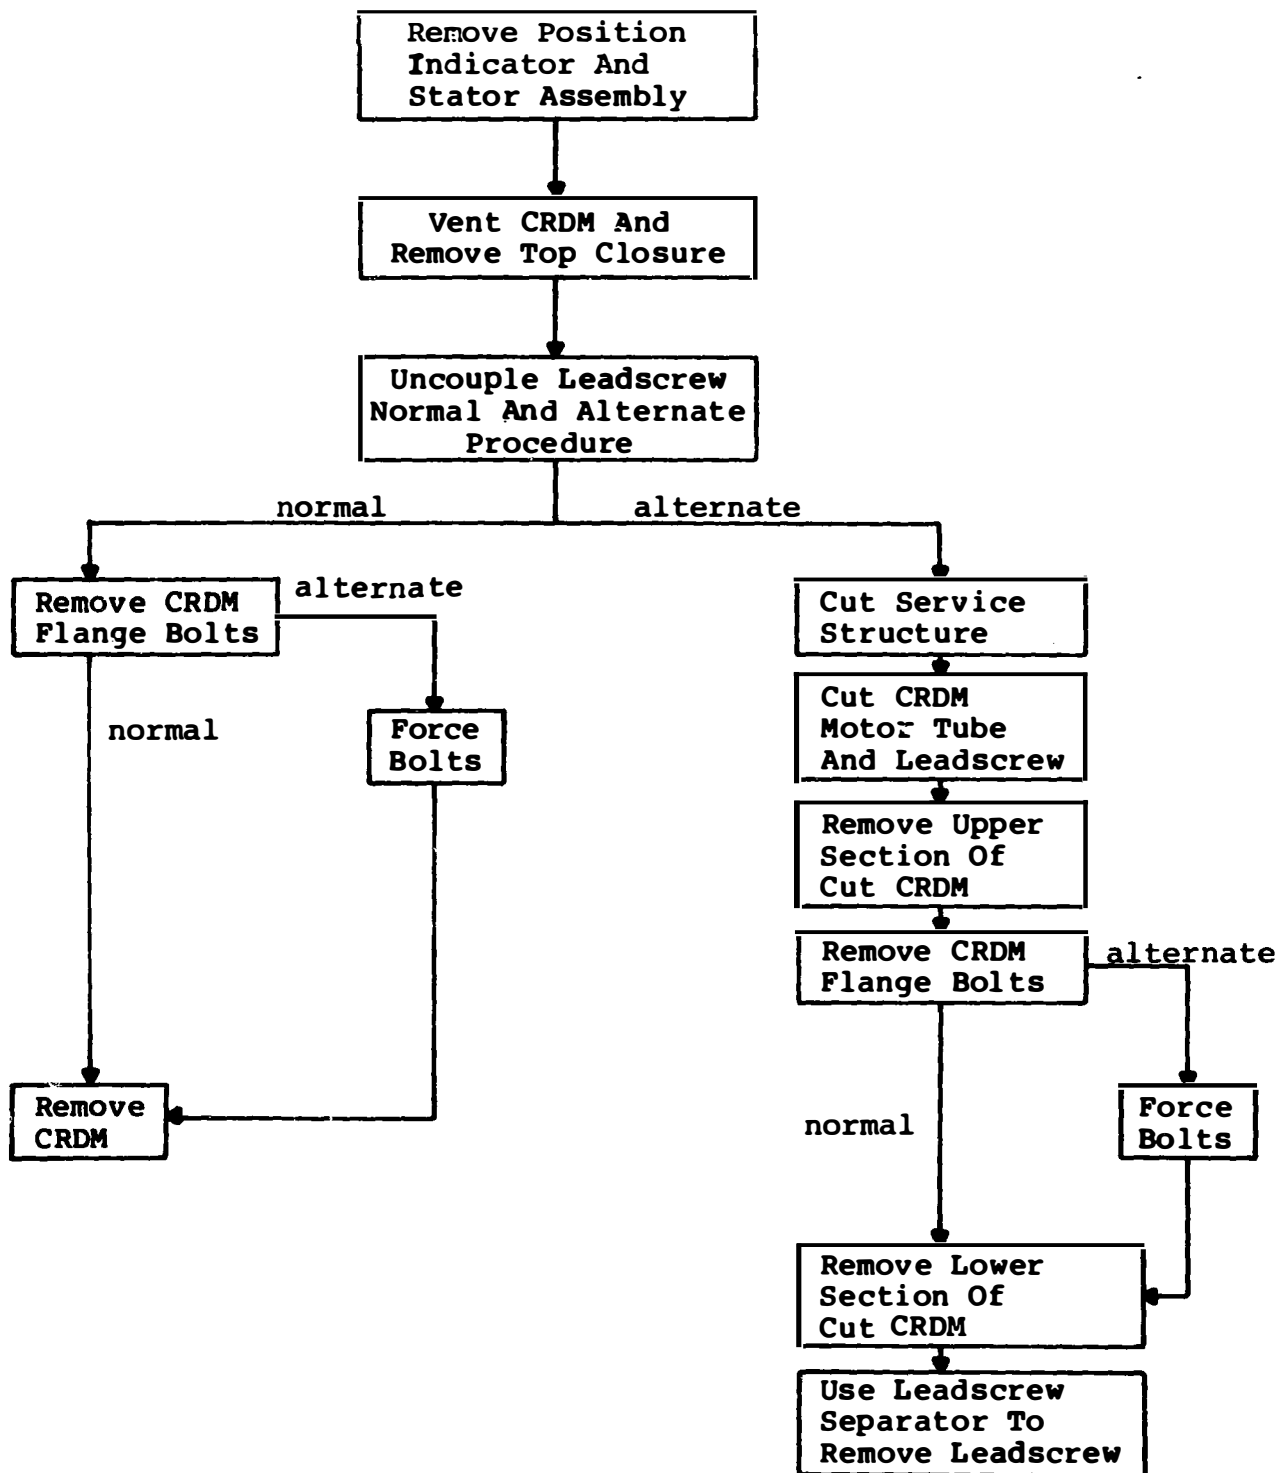 Remove Position
Indicator And
Stator Assembly
Vent CRDM And
Remove Top Closure
Uncouple Leadscrew
Normal And Alternate
Procedure
normal
alternate
Remove CRDM
Flange Bolts
alternate
normal
Force
Bolts
Remove
CRDM
Cut Service
Structure
Cut CRDM
Motor Tube
And Leadscrew
Remove Upper
Section Of
Cut CRDM
Remove CRDM
Flange Bolts
alternate
normal
Force
Bolts
Remove Lower
Section Of
Cut CRDM
Use Leadscrew
Separator To
Remove Leadscrew